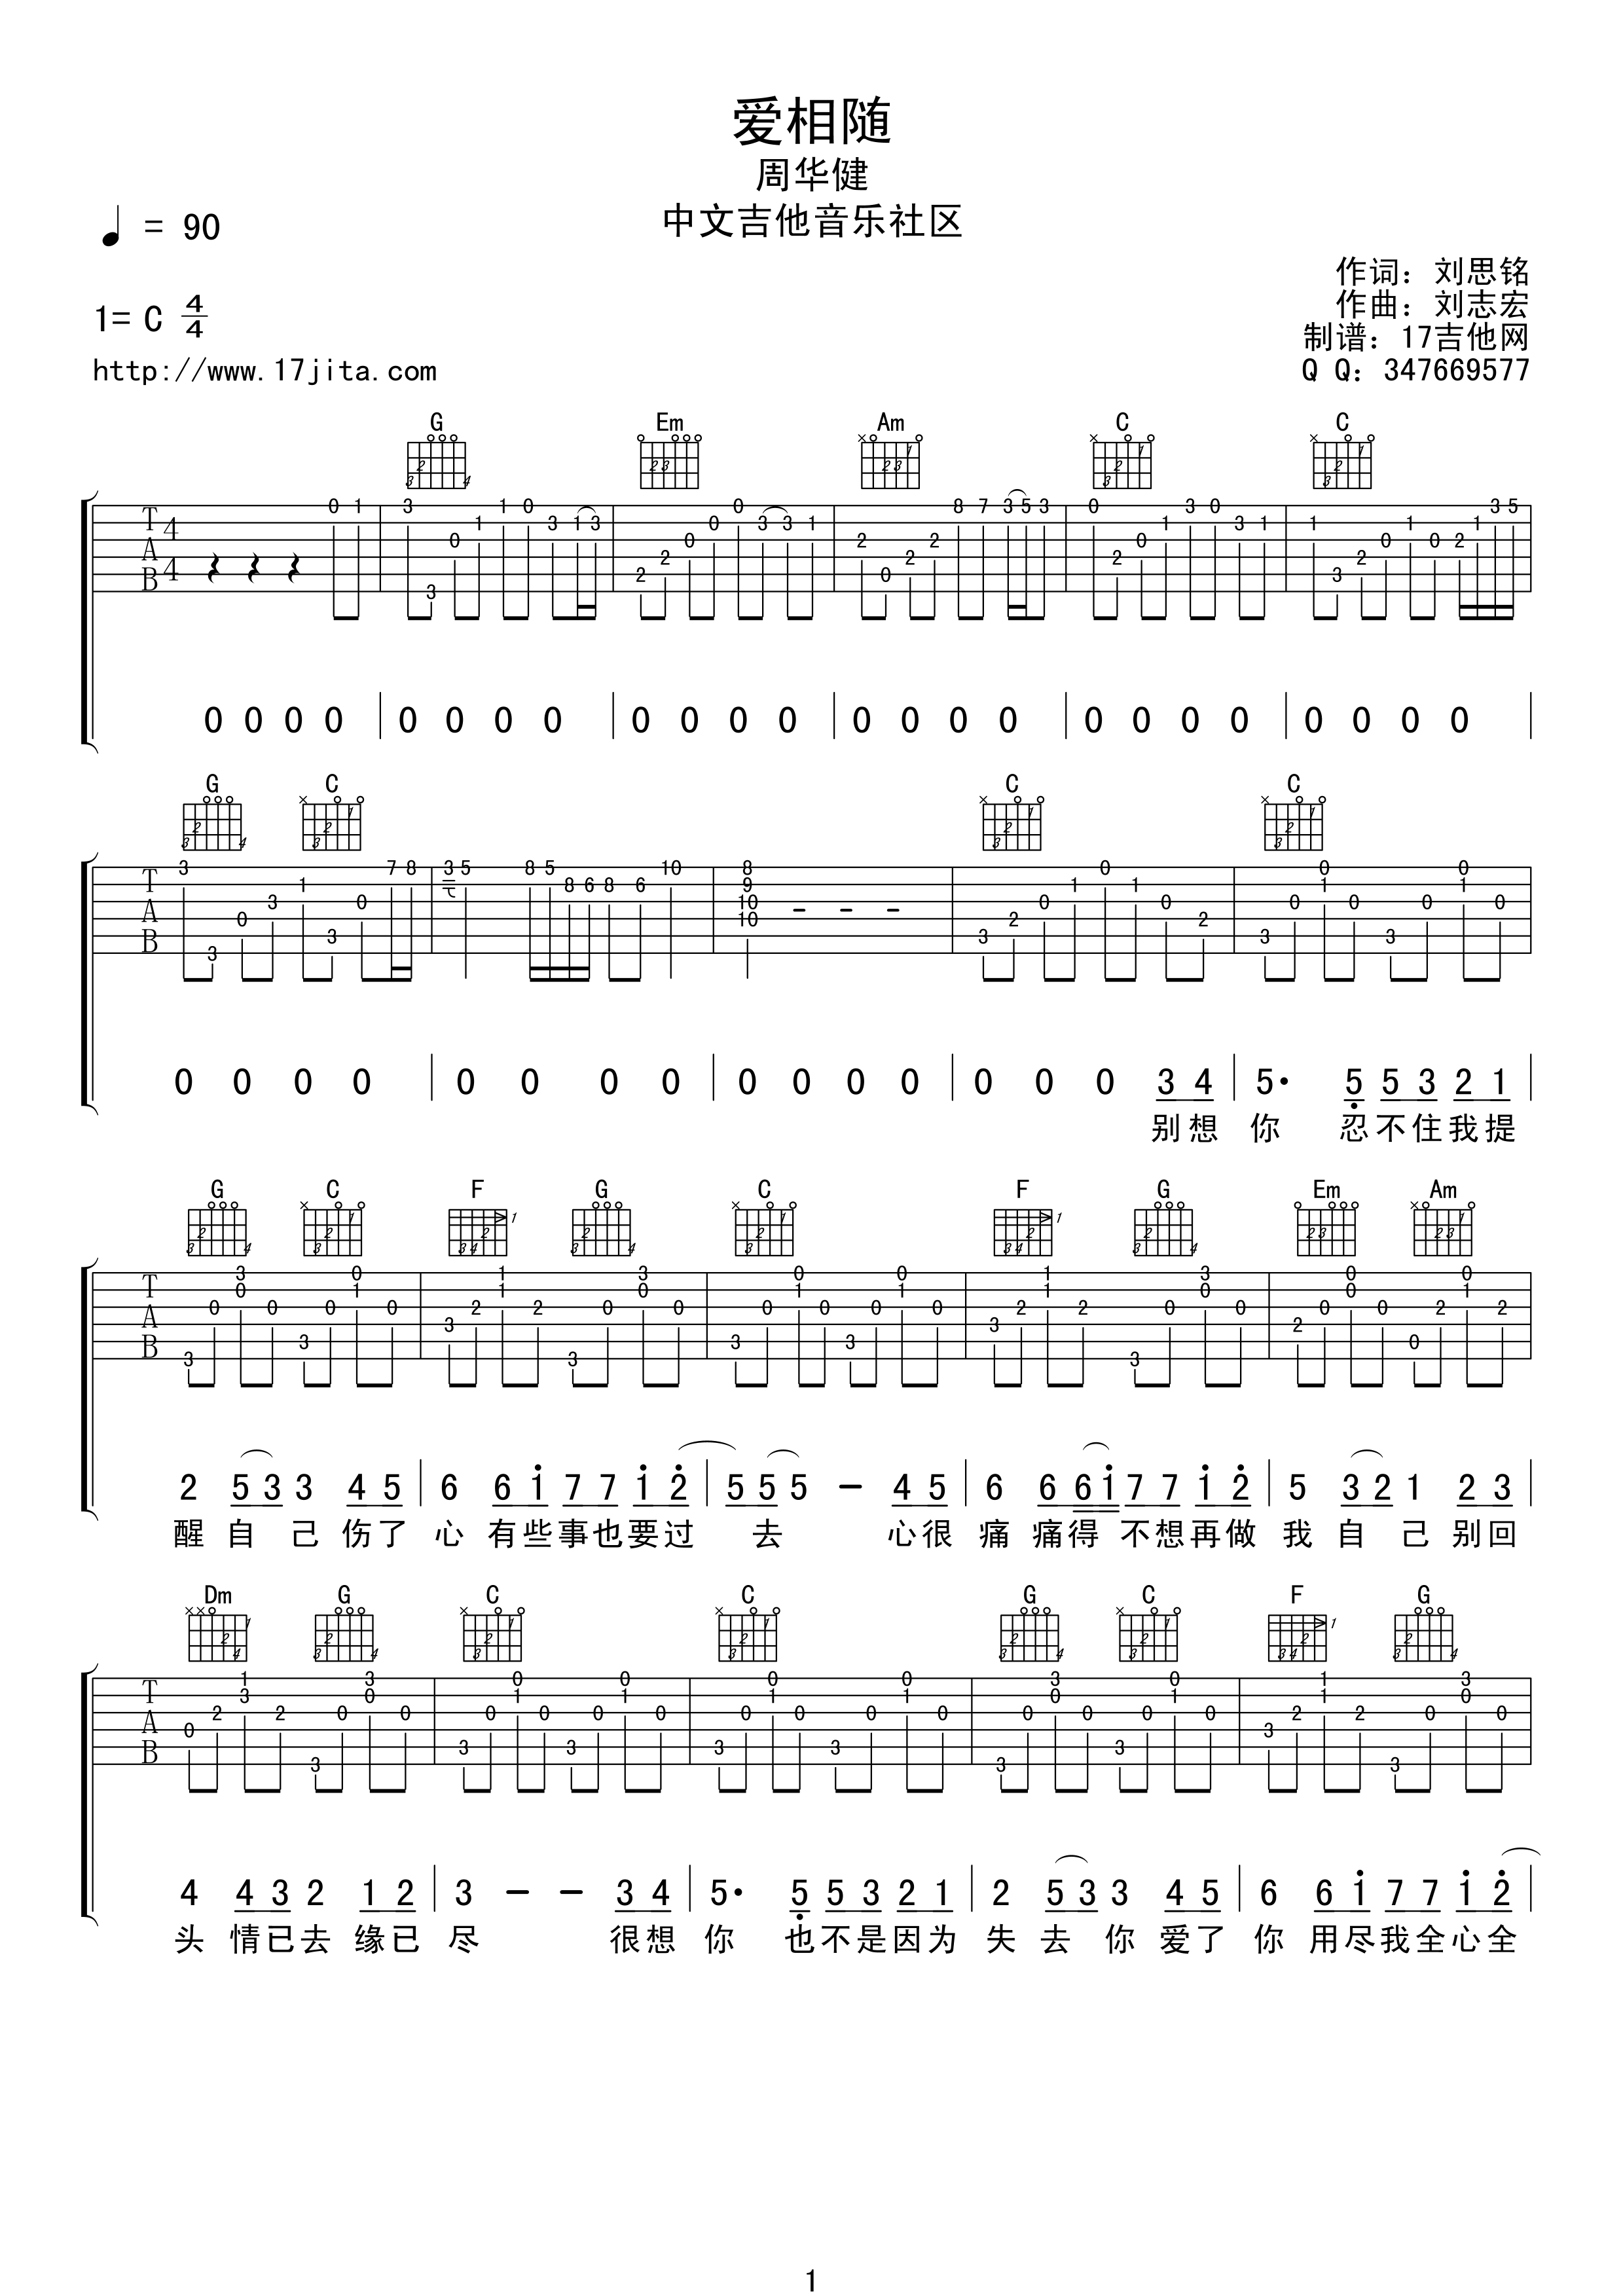 爱相随
周华健
中文吉他音乐社区
♩ = 90
作词：刘思铭
作曲：刘志宏
1= C 4/4
制谱：17吉他网
http://www.17jita.com
Q Q：347669577
G Em Am C C
0 0 0 0 | 0 0 0 0 | 0 0 0 0 | 0 0 0 0 | 0 0 0 0 | 0 0 0 0
G C C C
0 0 0 0 | 0 0 0 0 | 0 0 0 0 | 0 0 0 3 4 | 5· 5 5 3 2 1
别想 你 忍不住我提
G C F G C F G Em Am
2 5 3 3 4 5 | 6 6 1 7 7 1 2 | 5 5 5 - 4 5 | 6 6 6 1 7 7 1 2 | 5 3 2 1 2 3
醒 自 己 伤了 心 有些事也要过 去 心很 痛 痛得 不想再做 我 自 己 别回
Dm G C C G C F G
4 4 3 2 1 2 | 3 - - 3 4 | 5· 5 5 3 2 1 | 2 5 3 3 4 5 | 6 6 1 7 7 1 2
头 情已去 缘已 尽 很想 你 也不是因为 失 去 你 爱了 你 用尽我全心全
1